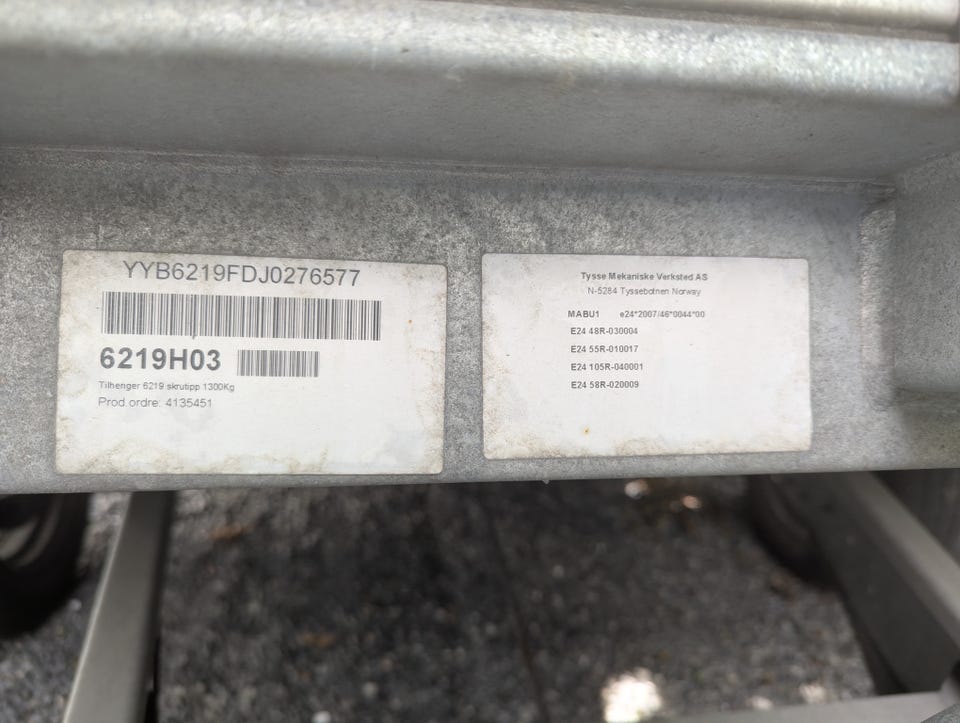 YYB6219FDJ0276577
6219H03
Tilhenger 6219 skrutipp 1300Kg
Prod.ordre: 4135451
Tysse Mekaniske Verksted AS
N-5284 Tyssebotnen Norway
MABU1 e24*2007/46*0044*00
E24 48R-030004
E24 55R-010017
E24 105R-040001
E24 58R-020009